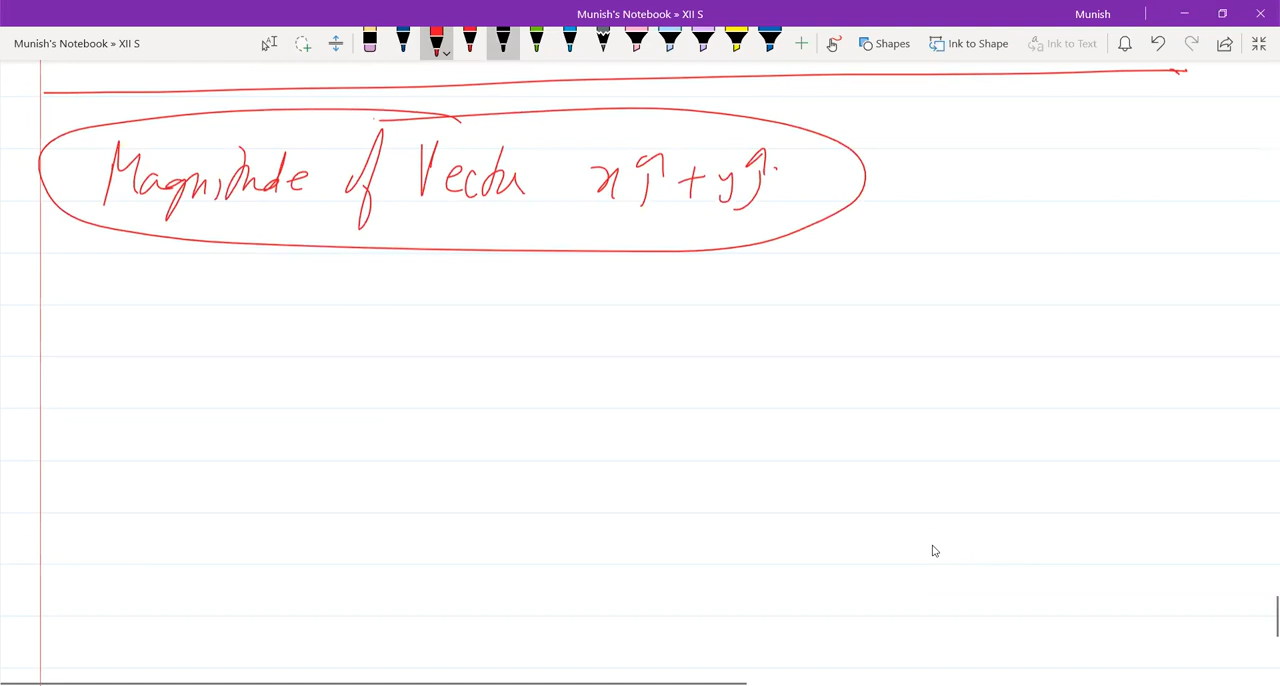 Munish's Notebook » XII S
Munish
Munish's Notebook » XII S
Shapes
Ink to Shape
Ink to Text
Magnitude of Vector xî + yĵ